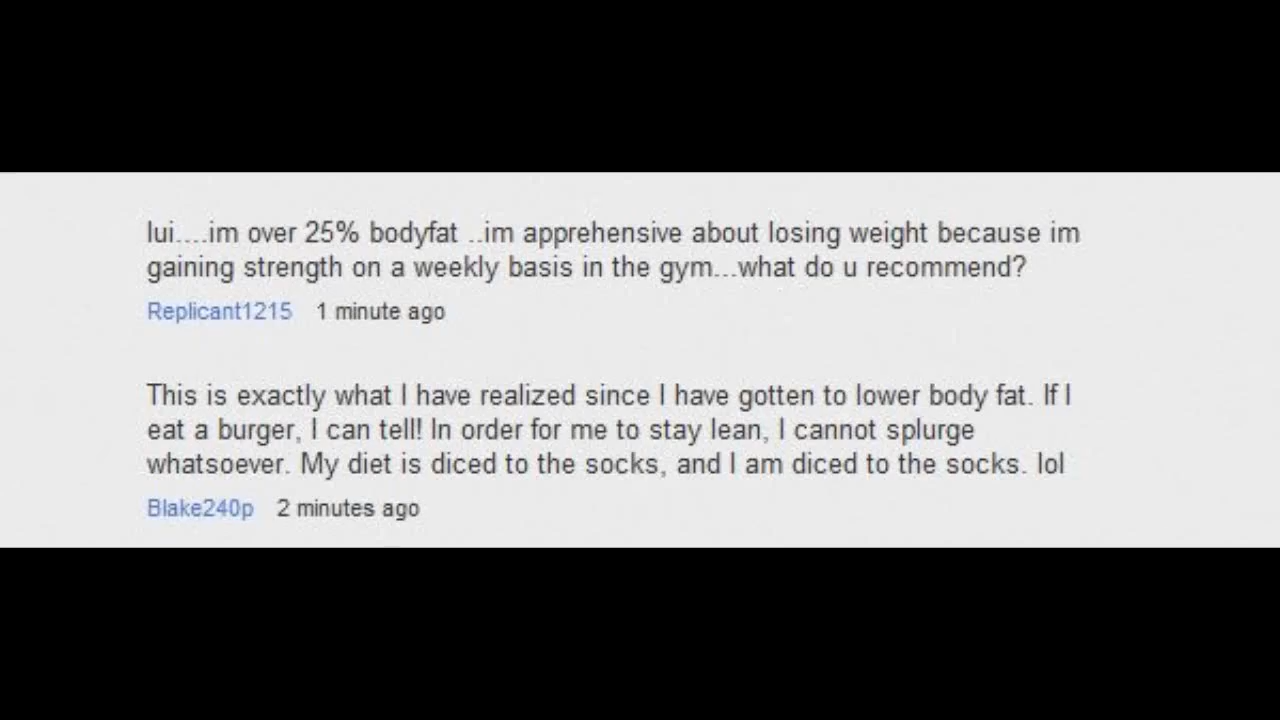 lui....im over 25% bodyfat ..im apprehensive about losing weight because im
gaining strength on a weekly basis in the gym...what do u recommend?
Replicant1215 1 minute ago
This is exactly what I have realized since I have gotten to lower body fat. If I
eat a burger, I can tell! In order for me to stay lean, I cannot splurge
whatsoever. My diet is diced to the socks, and I am diced to the socks. lol
Blake240p 2 minutes ago